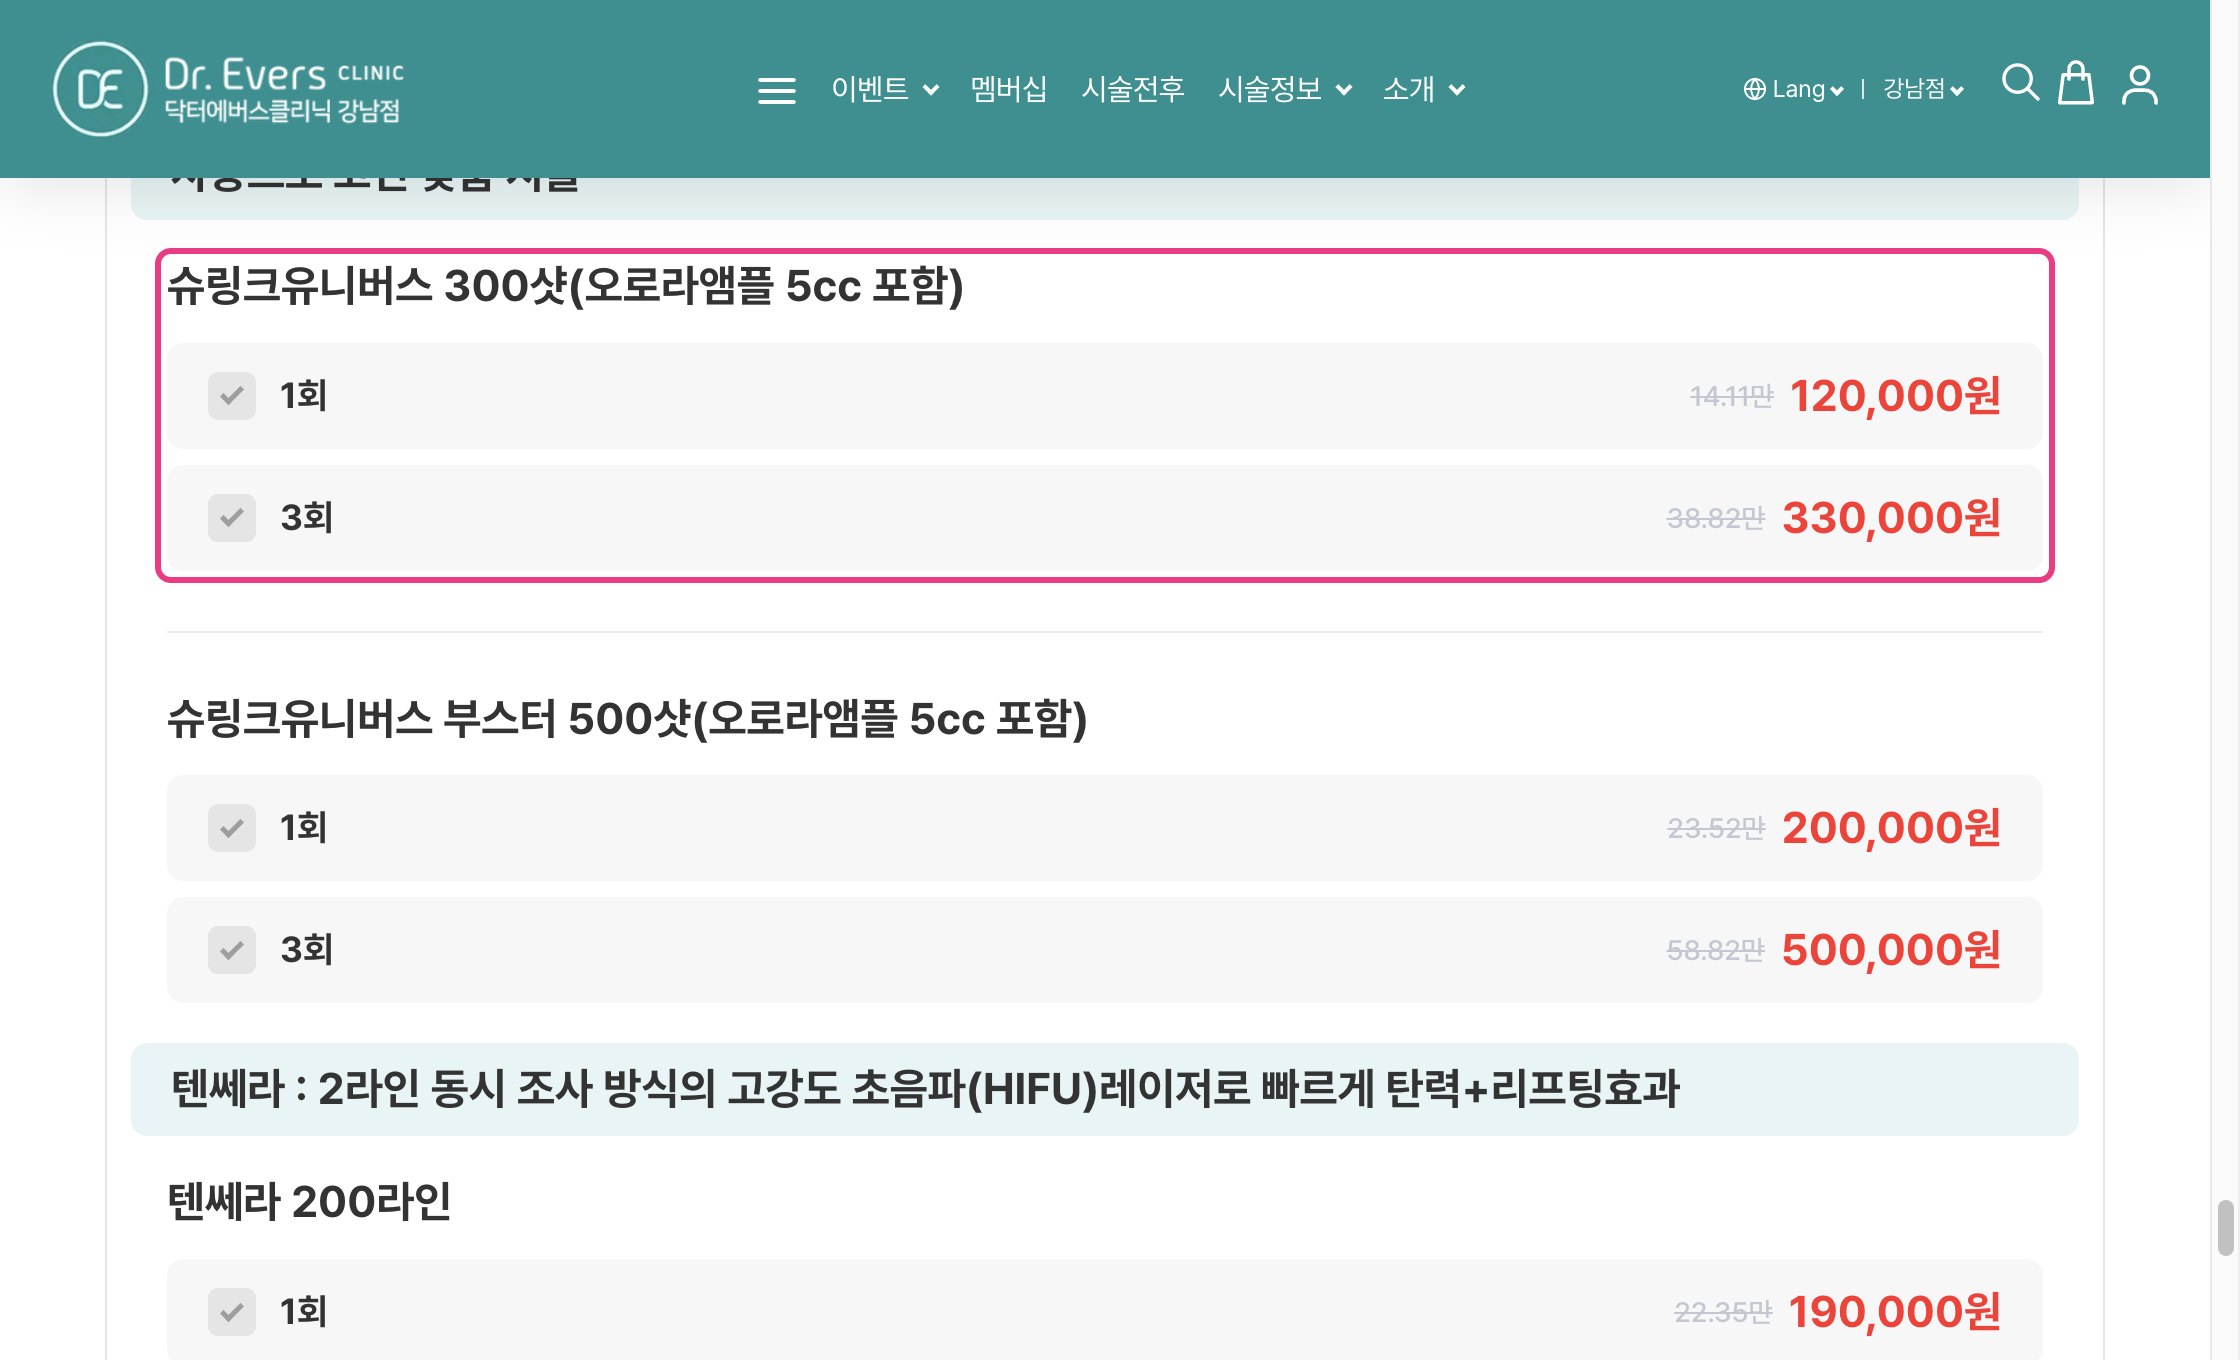 Dr. Evers CLINIC
닥터에버스클리닉 강남점
이벤트 멤버십 시술전후 시술정보 소개
Lang | 강남점
슈링크유니버스 300샷(오로라앰플 5cc 포함)
1회 14.11만 120,000원
3회 38.82만 330,000원
슈링크유니버스 부스터 500샷(오로라앰플 5cc 포함)
1회 23.52만 200,000원
3회 58.82만 500,000원
텐쎄라 : 2라인 동시 조사 방식의 고강도 초음파(HIFU)레이저로 빠르게 탄력+리프팅효과
텐쎄라 200라인
1회 22.35만 190,000원